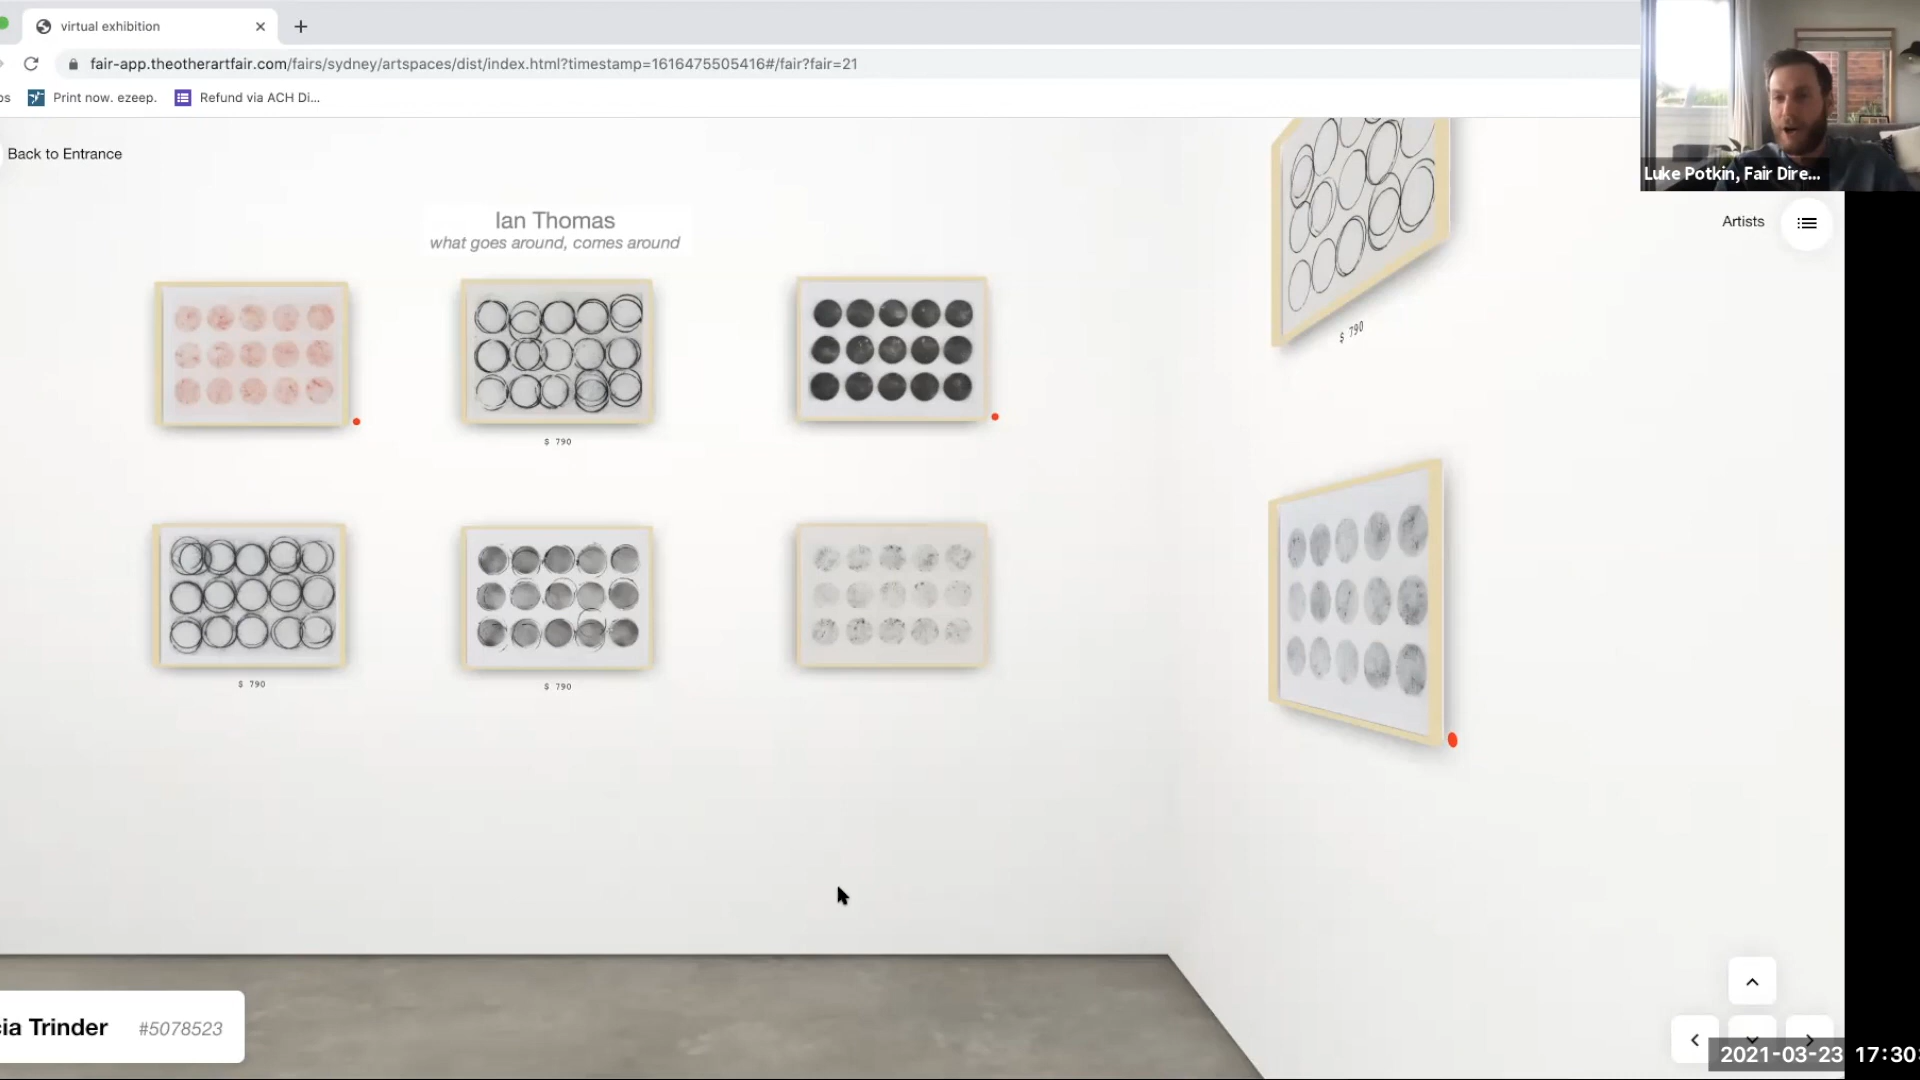 virtual exhibition
fair-app.theotherartfair.com/fairs/sydney/artspaces/dist/index.html?timestamp=1616475505416#/fair?fair=21
Print now. ezeep.
Refund via ACH Di...
Luke Potkin, Fair Dire...
Back to Entrance
Artists
Ian Thomas
what goes around, comes around
$ 790
$ 790
$ 790
$ 790
cia Trinder #5078523
2021-03-23 17:30: